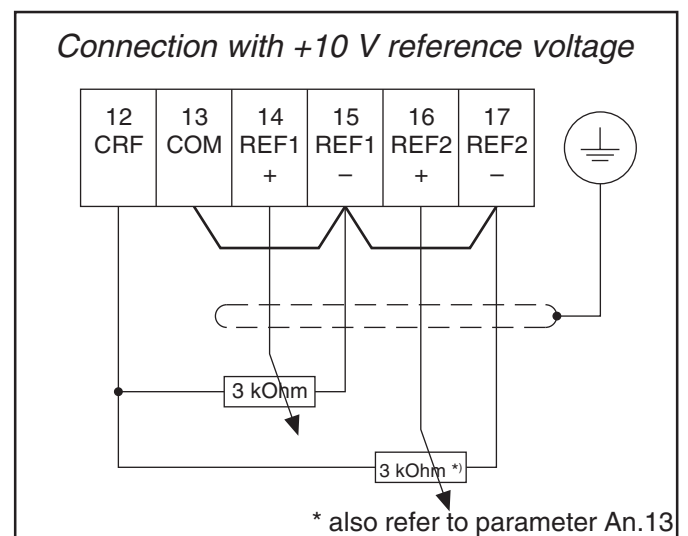 Connection with +10 V reference voltage
12 13 14 15 16 17
CRF COM REF1 REF1 REF2 REF2
+ – + –
3 kOhm
3 kOhm *)
* also refer to parameter An.13